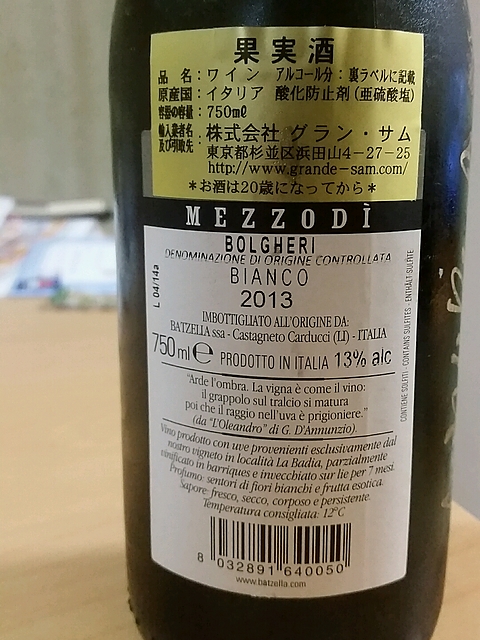 果実酒
品名:ワイン アルコール分:裏ラベルに記載
原産国:イタリア 酸化防止剤(亜硫酸塩)
容器の容量:750mℓ
輸入業者名及び引取先:株式会社 グラン・サム
東京都杉並区浜田山4-27-25
http://www.grande-sam.com/
*お酒は20歳になってから*
MEZZODÌ
BOLGHERI
DENOMINAZIONE DI ORIGINE CONTROLLATA
BIANCO
2013
IMBOTTIGLIATO ALL'ORIGINE DA:
BATZELLA ssa - Castagneto Carducci (LI) - ITALIA
750 ml ℮ PRODOTTO IN ITALIA 13% alc
"Arde l'ombra. La vigna è come il vino:
il grappolo sul tralcio si matura
poi che il raggio nell'uva è prigioniere."
(da "L'Oleandro" di G. D'Annunzio).
Vino prodotto con uve provenienti esclusivamente dal
nostro vigneto in località La Badia, parzialmente
vinificato in barriques e invecchiato sur lie per 7 mesi.
Profumo: sentori di fiori bianchi e frutta esotica.
Sapore: fresco, secco, corposo e persistente.
Temperatura consigliata: 12°C
8 032891 640050
www.batzella.com
L 04/14a
CONTIENE SOLFITI - CONTAINS SULFITES - ENTHÄLT SULFITE